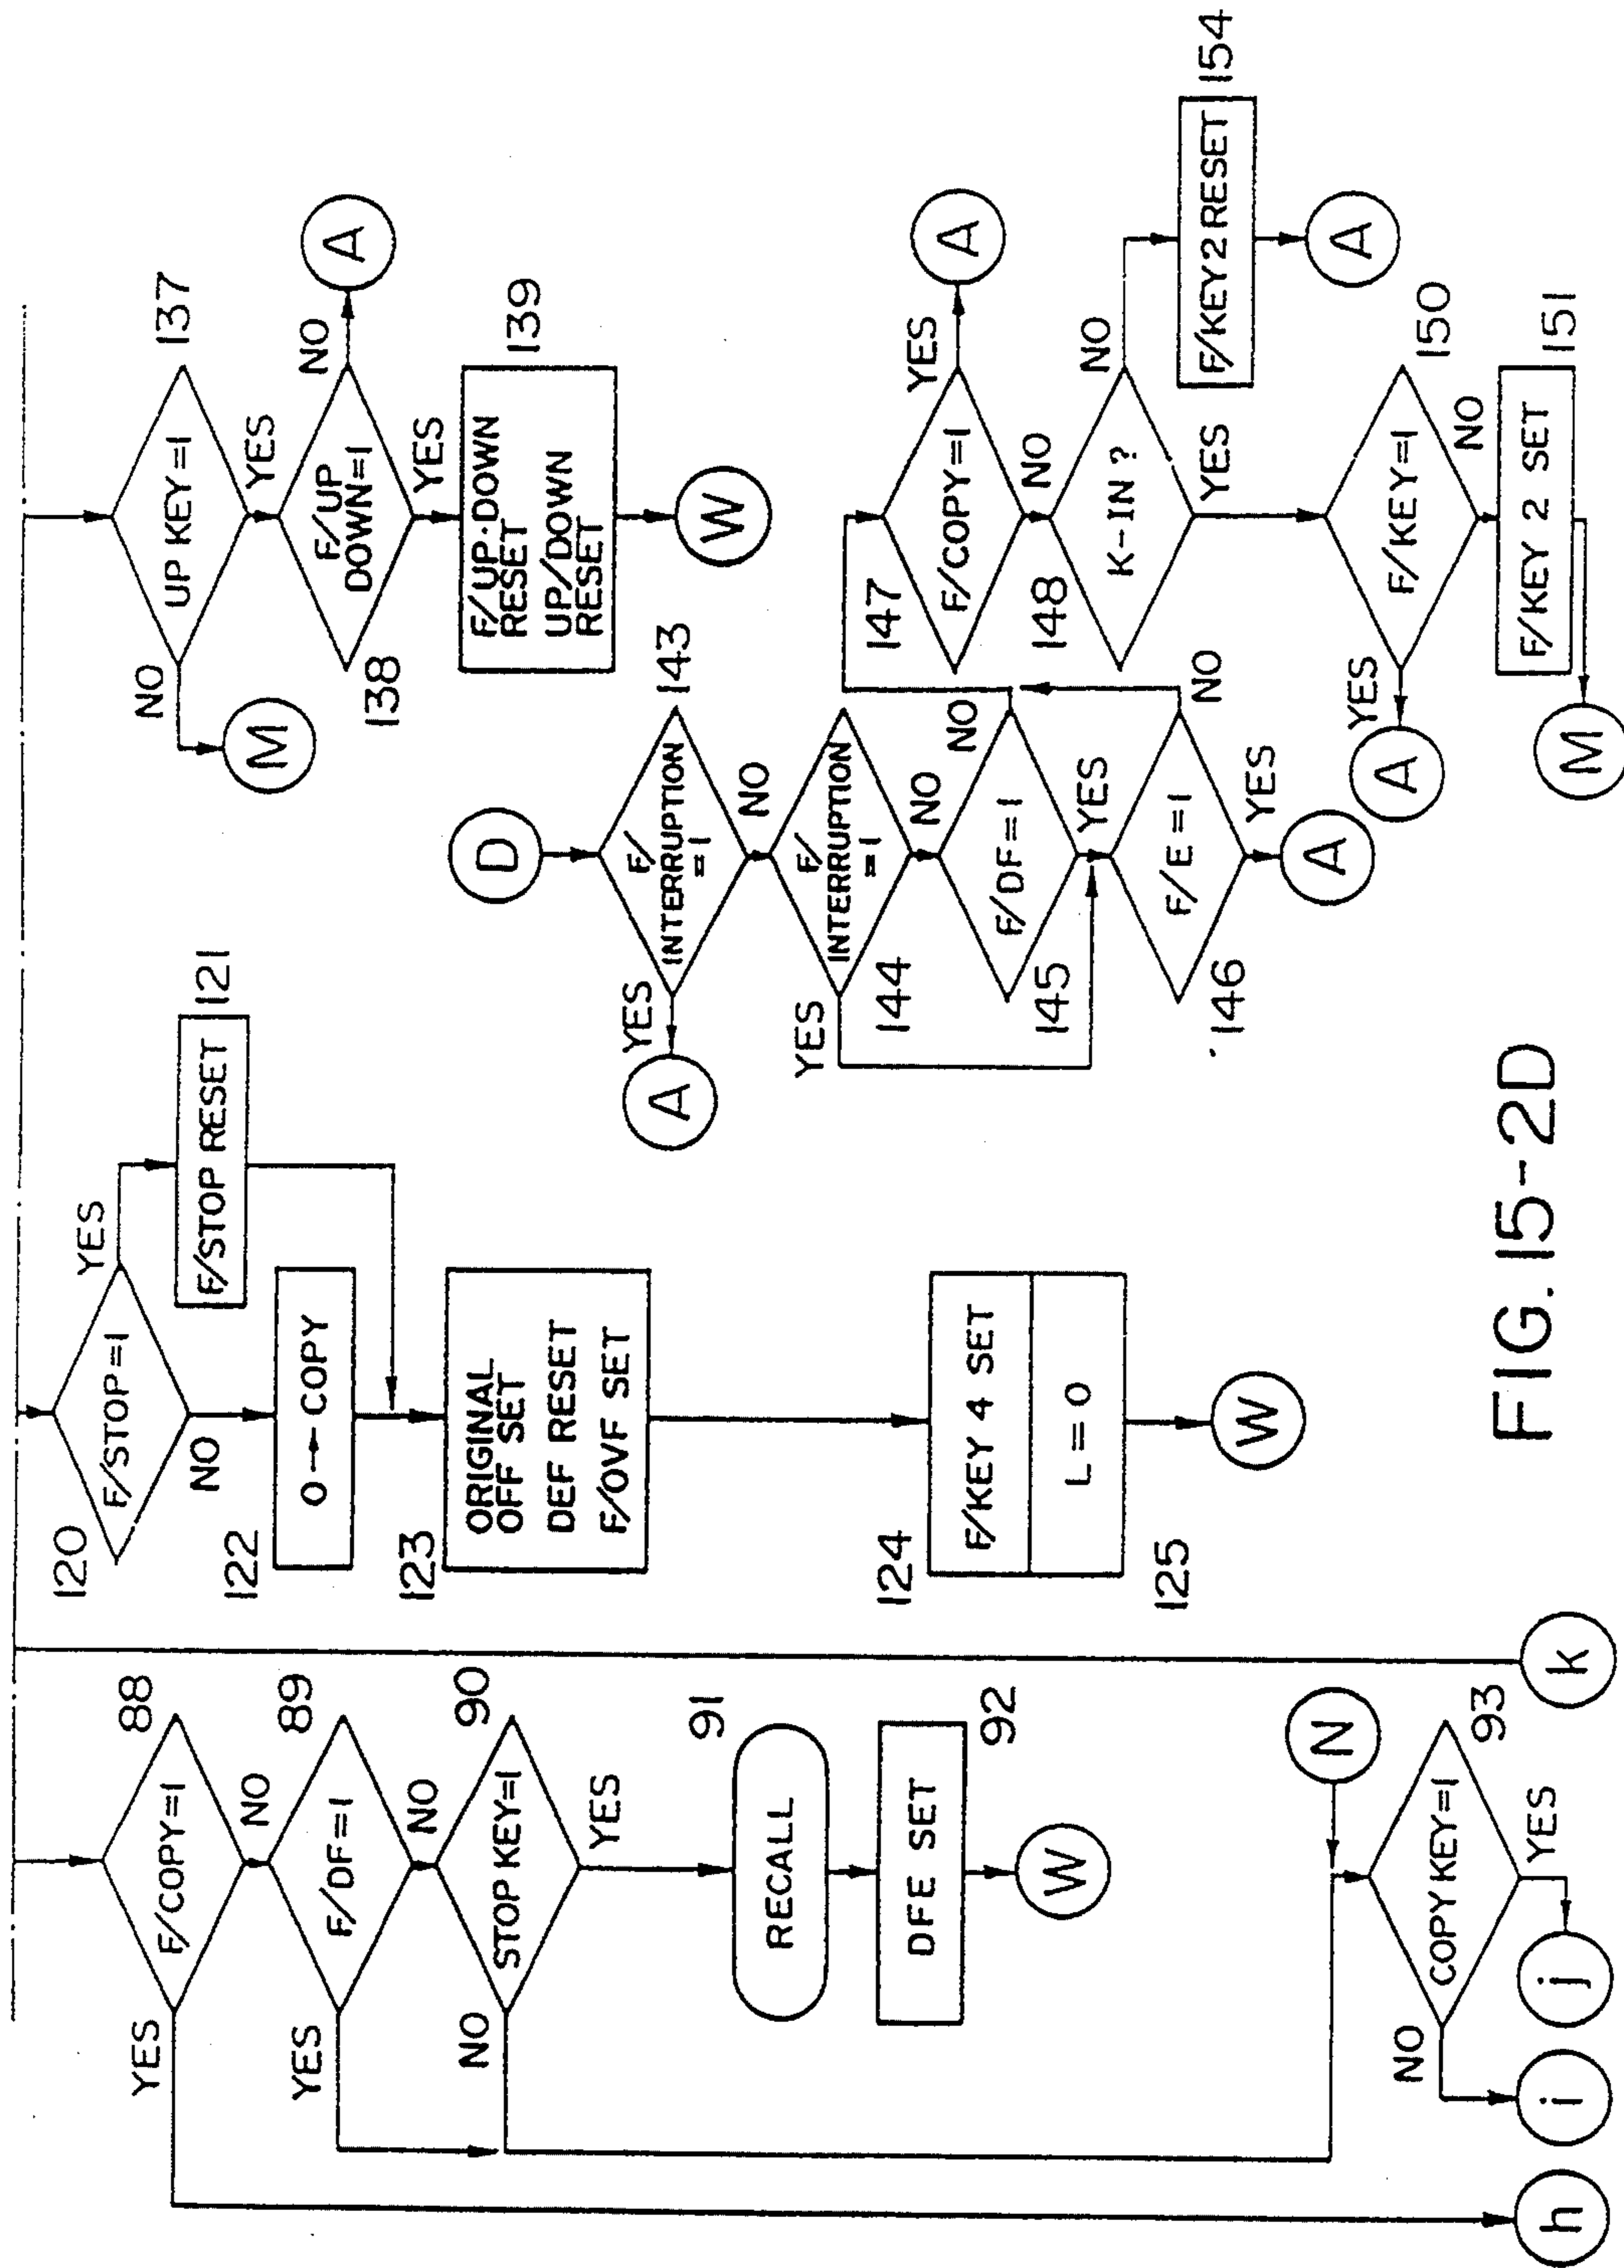 88
F/COPY=1
YES
NO
89
F/DF=1
YES
NO
90
STOP KEY=1
NO
YES
91
RECALL
92
DFE SET
W
N
93
COPY KEY=1
NO
YES
h
i
j
k
120
F/STOP=1
YES
NO
121
F/STOP RESET
122
O→COPY
123
ORIGINAL
OFF SET
DEF RESET
F/OVF SET
124
F/KEY 4 SET
L=O
125
W
137
UP KEY=1
NO
YES
M
138
F/UP
DOWN=1
NO
A
YES
139
F/UP·DOWN
RESET
UP/DOWN
RESET
W
D
143
F/
INTERRUPTION
=1
YES
A
NO
144
F/
INTERRUPTION
=1
YES
NO
145
F/DF=1
NO
YES
146
F/E=1
NO
YES
A
147
F/COPY=1
YES
A
NO
148
K-IN?
NO
YES
F/KEY2 RESET
154
A
150
F/KEY=1
YES
A
NO
151
F/KEY 2 SET
M
FIG. 15-2D